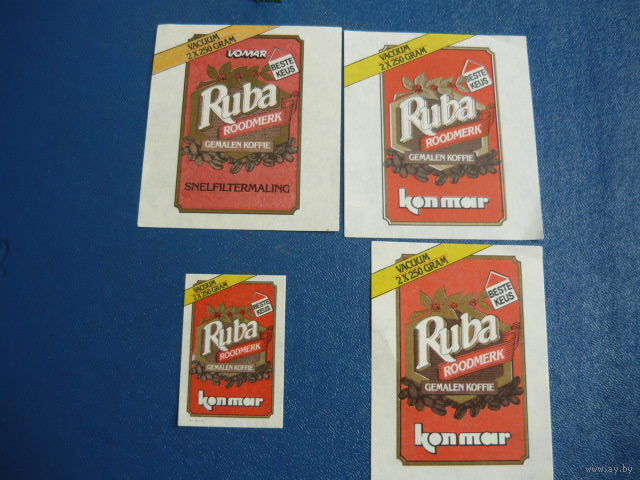 VACUUM
2 X 250 GRAM
VOMAR
BESTE
KEUS
Ruba
ROODMERK
GEMALEN KOFFIE
SNELFILTERMALING
VACUUM
2 X 250 GRAM
BESTE
KEUS
Ruba
ROODMERK
GEMALEN KOFFIE
konmar
VACUUM
2 X 250 GRAM
BESTE
KEUS
Ruba
ROODMERK
GEMALEN KOFFIE
konmar
VACUUM
2 X 250 GRAM
BESTE
KEUS
Ruba
ROODMERK
GEMALEN KOFFIE
konmar
www.ay.by